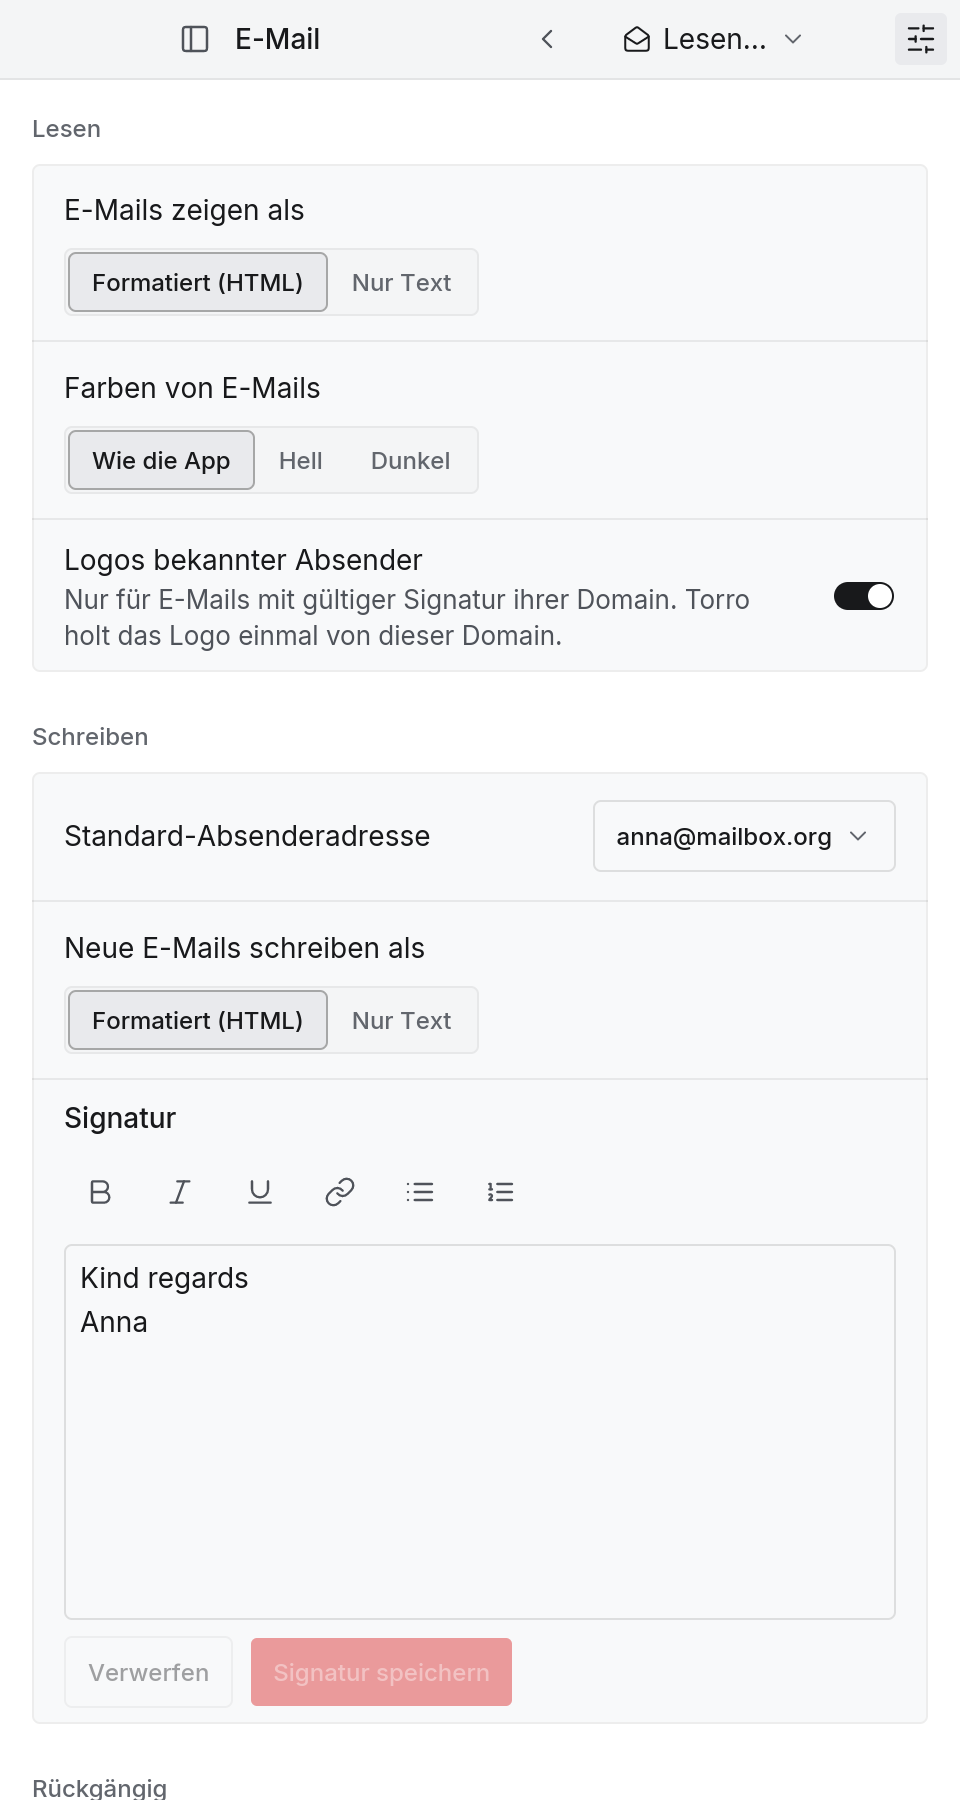 E-Mail
Lesen...
Lesen
E-Mails zeigen als
Formatiert (HTML) Nur Text
Farben von E-Mails
Wie die App Hell Dunkel
Logos bekannter Absender
Nur für E-Mails mit gültiger Signatur ihrer Domain. Torro
holt das Logo einmal von dieser Domain.
Schreiben
Standard-Absenderadresse anna@mailbox.org
Neue E-Mails schreiben als
Formatiert (HTML) Nur Text
Signatur
Kind regards
Anna
Verwerfen Signatur speichern
Rückgängig